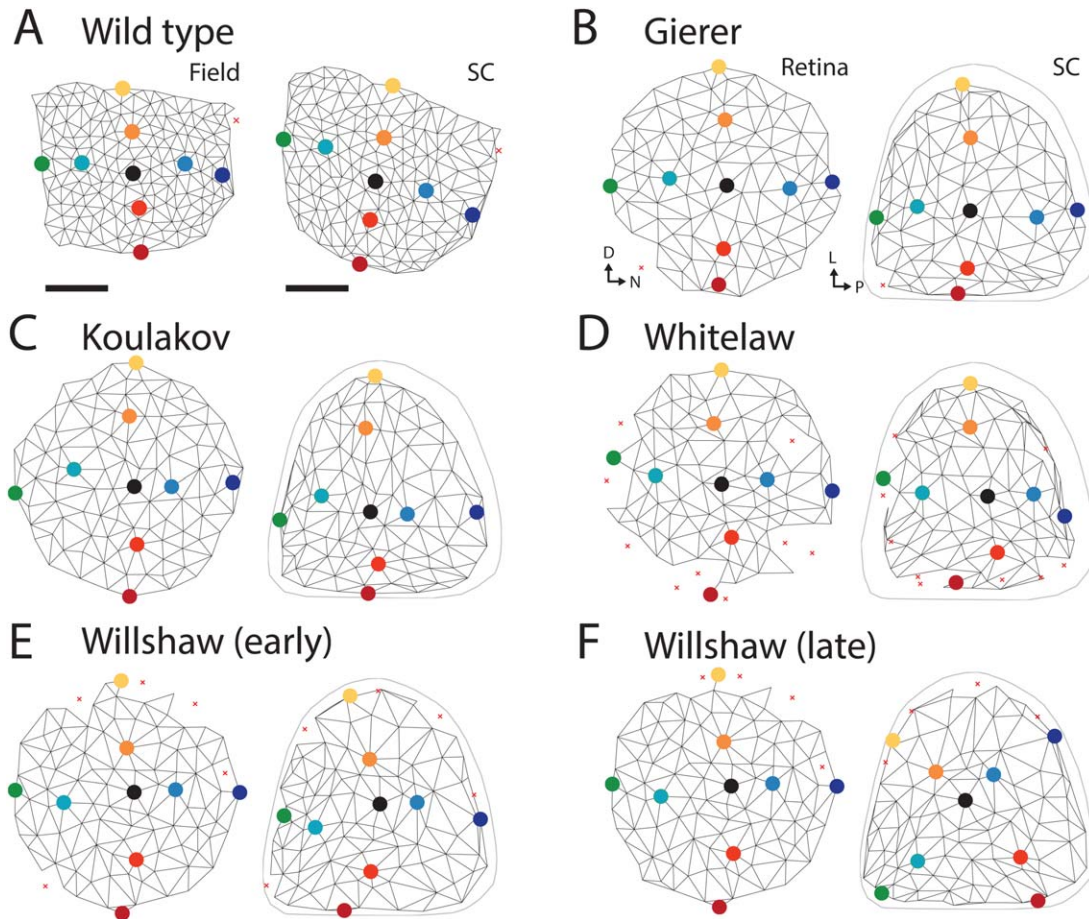 A Wild type
Field
SC
B Gierer
Retina
SC
D
N
L
P
C Koulakov
D Whitelaw
E Willshaw (early)
F Willshaw (late)